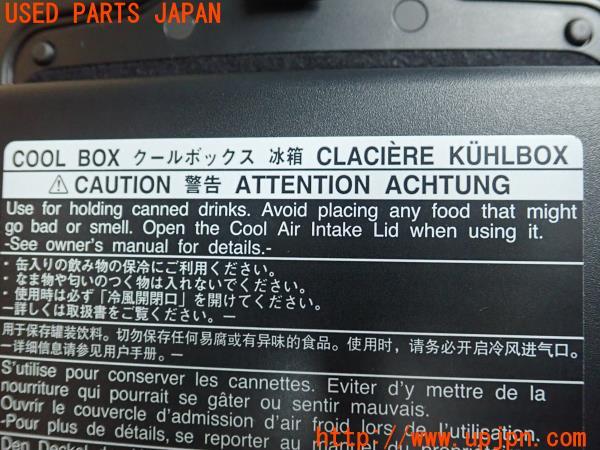 USED PARTS JAPAN
COOL BOX クールボックス 冰箱 CLACIÈRE KÜHLBOX
⚠ CAUTION 警告 ATTENTION ACHTUNG
Use for holding canned drinks. Avoid placing any food that might
go bad or smell. Open the Cool Air Intake Lid when using it.
-See owner's manual for details.-
・缶入りの飲み物の保冷にご利用ください。
・なま物や匂いのつく物は入れないでください。
・使用時は必ず「冷風開閉口」を開けてください。
ー詳しくは取扱書をご覧ください。ー
用于保存罐装饮料。切勿保存任何易腐或有异味的食品。使用时，请务必开启冷风进气口。
—详细信息请参见用户手册。—
S'utilise pour conserver les cannettes. Eviter d'y mettre de la
nourriture qui pourrait se gâter ou sentir mauvais.
Ouvrir le couvercle d'admission d'air froid lors de l'utilisation.
-Pour plus de détails, se reporter au manuel du
Den Deckel
http://www.upjpn.com